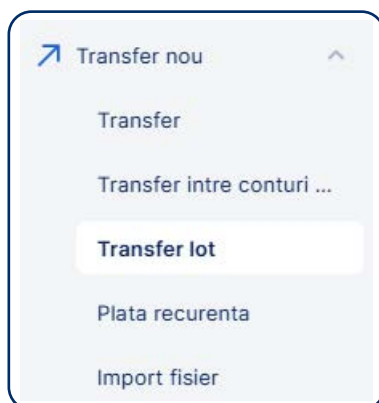 Transfer nou
Transfer
Transfer intre conturi ...
Transfer lot
Plata recurenta
Import fisier